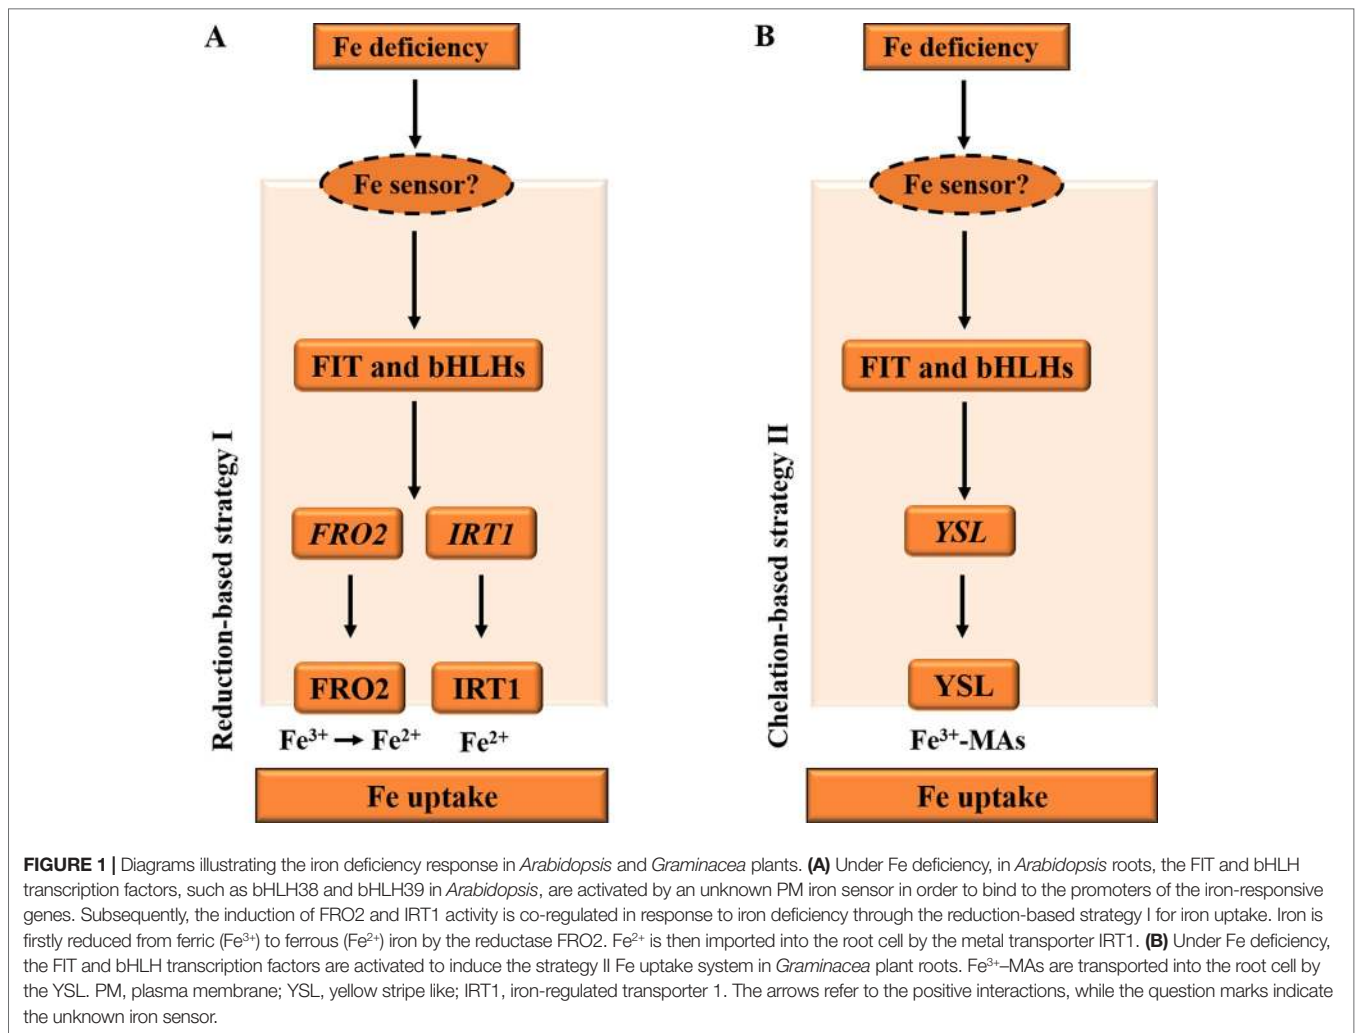 A
Fe deficiency
Fe sensor?
FIT and bHLHs
Reduction-based strategy I
FRO2 IRT1
FRO2 IRT1
Fe³⁺ → Fe²⁺ Fe²⁺
Fe uptake
B
Fe deficiency
Fe sensor?
FIT and bHLHs
Chelation-based strategy II
YSL
YSL
Fe³⁺-MAs
Fe uptake
FIGURE 1 | Diagrams illustrating the iron deficiency response in Arabidopsis and Graminacea plants. (A) Under Fe deficiency, in Arabidopsis roots, the FIT and bHLH
transcription factors, such as bHLH38 and bHLH39 in Arabidopsis, are activated by an unknown PM iron sensor in order to bind to the promoters of the iron-responsive
genes. Subsequently, the induction of FRO2 and IRT1 activity is co-regulated in response to iron deficiency through the reduction-based strategy I for iron uptake. Iron is
firstly reduced from ferric (Fe³⁺) to ferrous (Fe²⁺) iron by the reductase FRO2. Fe²⁺ is then imported into the root cell by the metal transporter IRT1. (B) Under Fe deficiency,
the FIT and bHLH transcription factors are activated to induce the strategy II Fe uptake system in Graminacea plant roots. Fe³⁺–MAs are transported into the root cell by
the YSL. PM, plasma membrane; YSL, yellow stripe like; IRT1, iron-regulated transporter 1. The arrows refer to the positive interactions, while the question marks indicate
the unknown iron sensor.